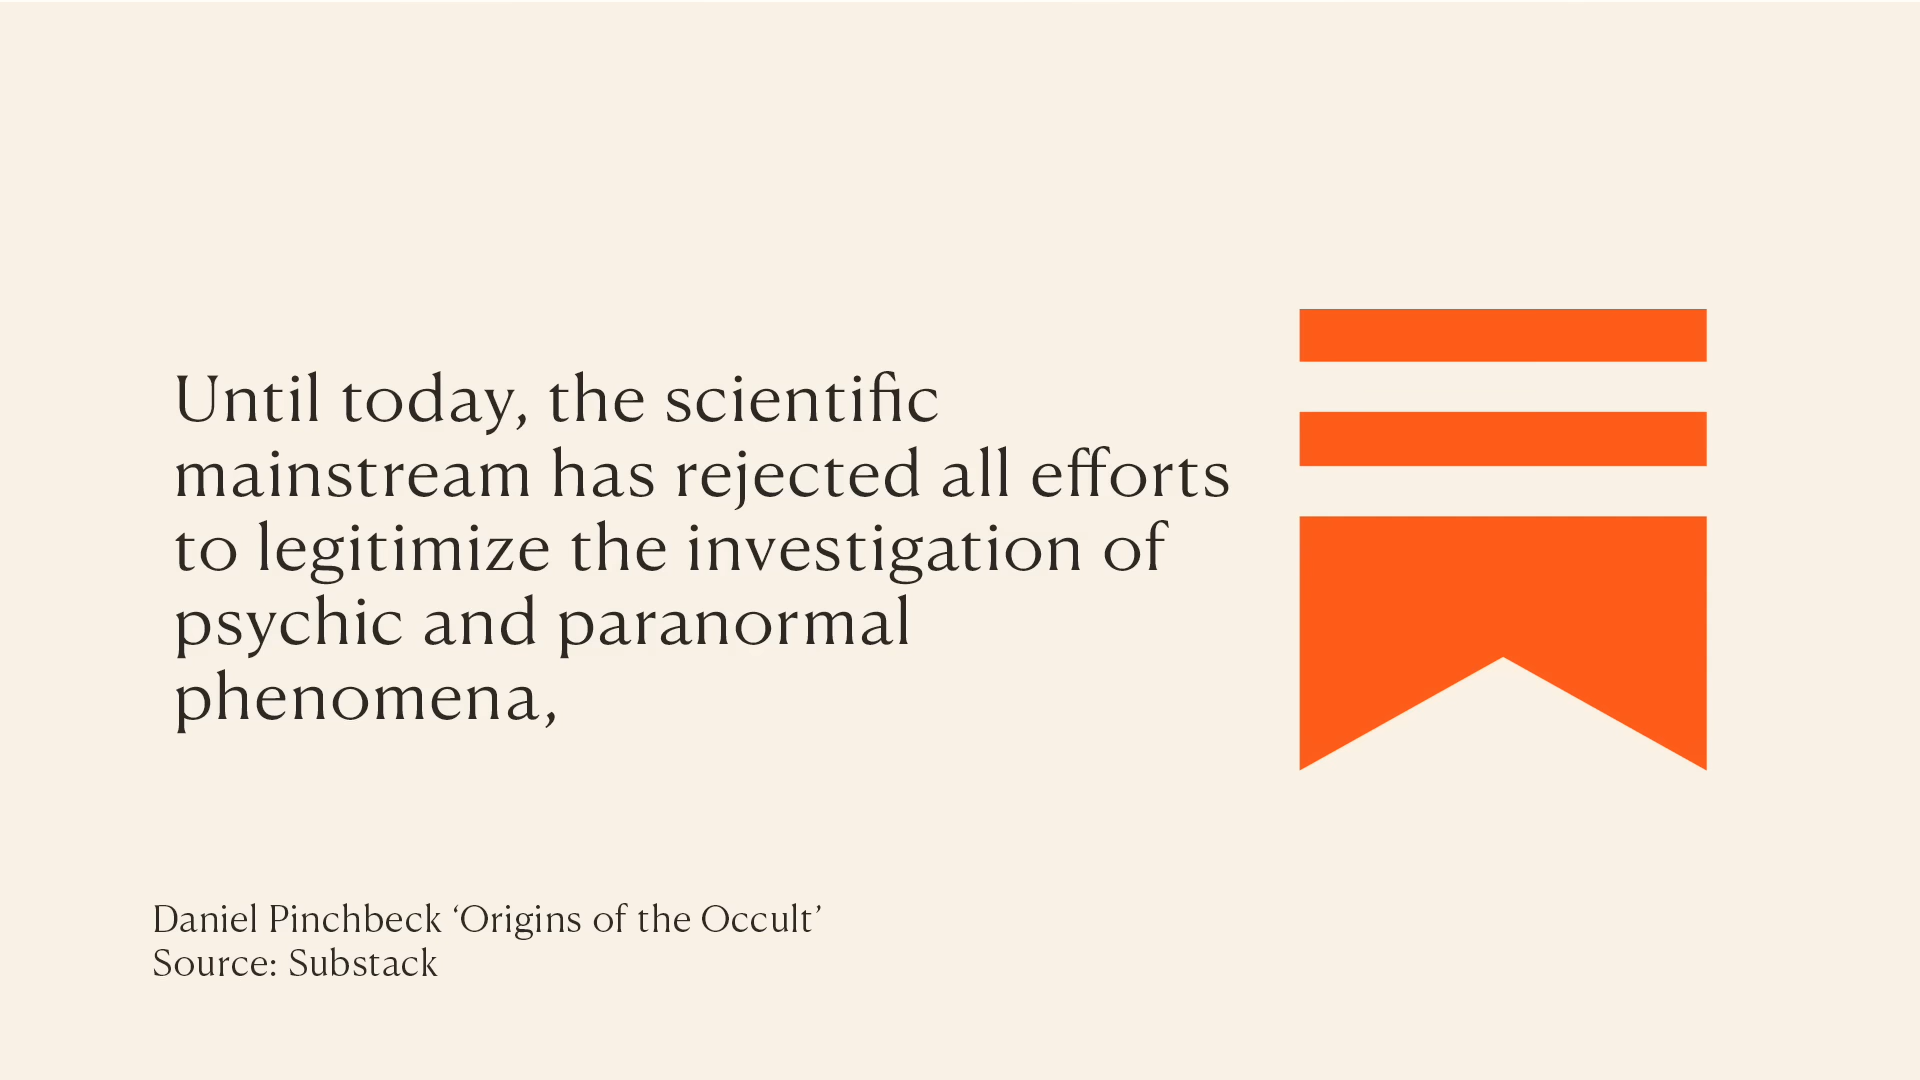 Until today, the scientific
mainstream has rejected all efforts
to legitimize the investigation of
psychic and paranormal
phenomena,
Daniel Pinchbeck ‘Origins of the Occult’
Source: Substack